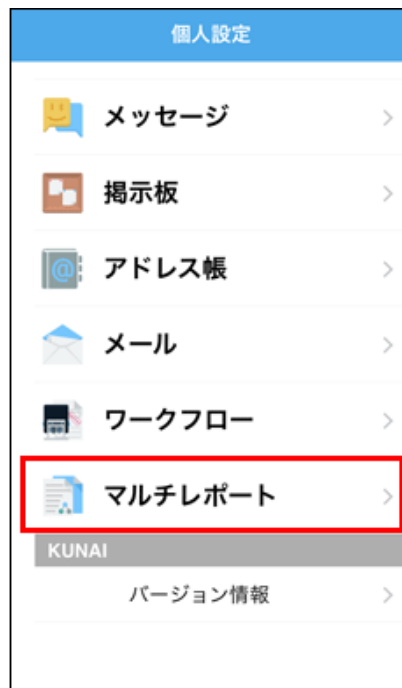 個人設定
メッセージ
掲示板
アドレス帳
メール
ワークフロー
マルチレポート
KUNAI
バージョン情報